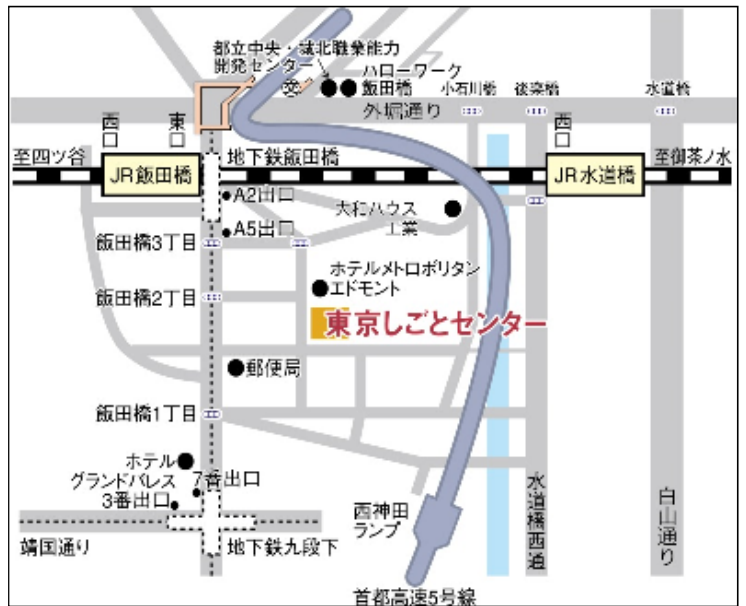 都立中央・城北職業能力
開発センター
ハローワーク
飯田橋
小石川橋
後楽橋
水道橋
外堀通り
西口
東口
西口
至四ツ谷
JR飯田橋
地下鉄飯田橋
JR水道橋
至御茶ノ水
A2出口
大和ハウス
工業
A5出口
飯田橋3丁目
ホテルメトロポリタン
エドモント
飯田橋2丁目
東京しごとセンター
郵便局
飯田橋1丁目
ホテル
グランドパレス
7番出口
3番出口
西神田
ランプ
水道橋西通
白山通り
靖国通り
地下鉄九段下
首都高速5号線